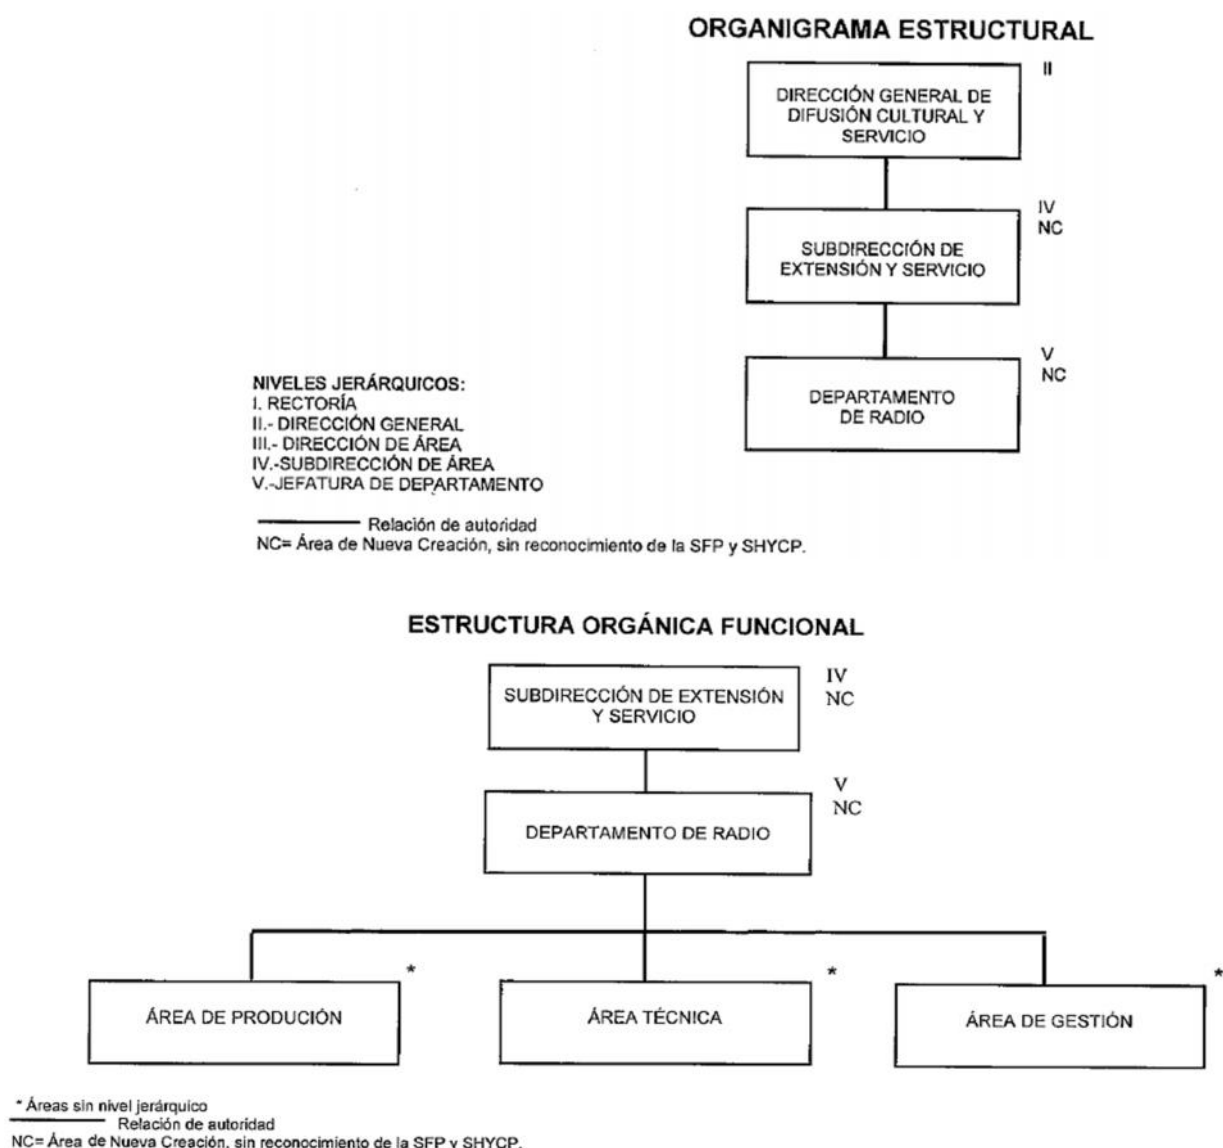 ORGANIGRAMA ESTRUCTURAL
II
DIRECCIÓN GENERAL DE
DIFUSIÓN CULTURAL Y
SERVICIO
IV
NC
SUBDIRECCIÓN DE
EXTENSIÓN Y SERVICIO
V
NC
DEPARTAMENTO
DE RADIO
NIVELES JERÁRQUICOS:
I. RECTORÍA
II.- DIRECCIÓN GENERAL
III.- DIRECCIÓN DE ÁREA
IV.-SUBDIRECCIÓN DE ÁREA
V.-JEFATURA DE DEPARTAMENTO
Relación de autoridad
NC= Área de Nueva Creación, sin reconocimiento de la SFP y SHYCP.
ESTRUCTURA ORGÁNICA FUNCIONAL
IV
NC
SUBDIRECCIÓN DE EXTENSIÓN
Y SERVICIO
V
NC
DEPARTAMENTO DE RADIO
*
ÁREA DE PRODUCIÓN
*
ÁREA TÉCNICA
*
ÁREA DE GESTIÓN
* Áreas sin nivel jerárquico
Relación de autoridad
NC= Área de Nueva Creación, sin reconocimiento de la SFP y SHYCP.